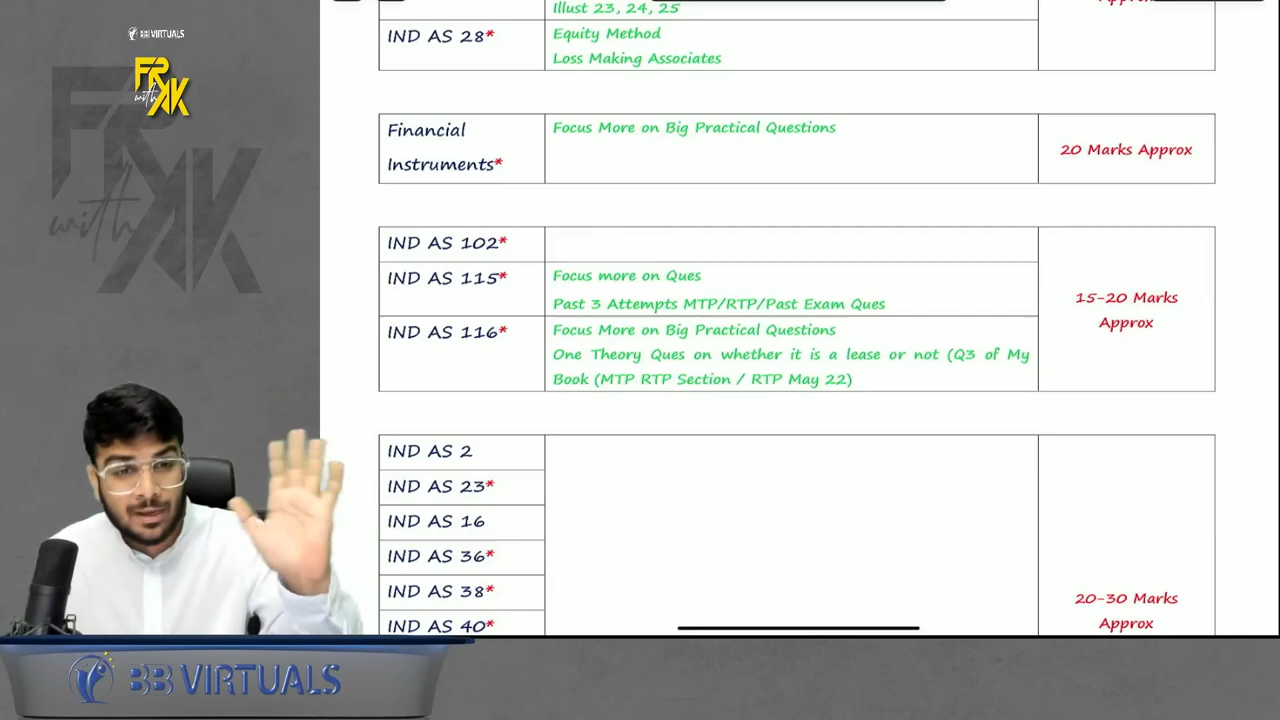 BB VIRTUALS
FR
with
AK
FR
with
AK
Illust 23, 24, 25
Approx
IND AS 28*
Equity Method
Loss Making Associates
Financial
Instruments*
Focus More on Big Practical Questions
20 Marks Approx
IND AS 102*
IND AS 115*
Focus more on Ques
Past 3 Attempts MTP/RTP/Past Exam Ques
15-20 Marks
Approx
IND AS 116*
Focus More on Big Practical Questions
One Theory Ques on whether it is a lease or not (Q3 of My
Book (MTP RTP Section / RTP May 22)
IND AS 2
IND AS 23*
IND AS 16
IND AS 36*
IND AS 38*
IND AS 40*
20-30 Marks
Approx
BB VIRTUALS